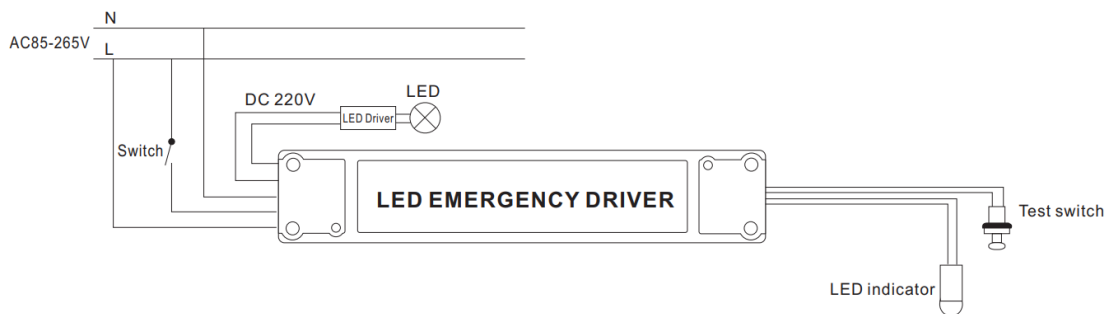 N
AC85-265V
L
DC 220V
LED
LED Driver
Switch
LED EMERGENCY DRIVER
Test switch
LED indicator